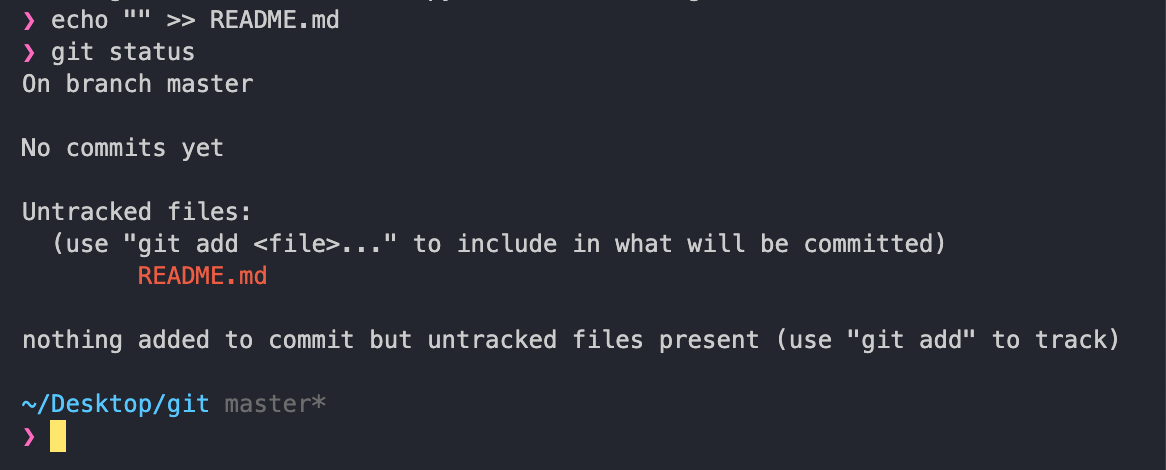 ❯ echo "" >> README.md
❯ git status
On branch master
No commits yet
Untracked files:
(use "git add <file>..." to include in what will be committed)
README.md
nothing added to commit but untracked files present (use "git add" to track)
~/Desktop/git master*
❯